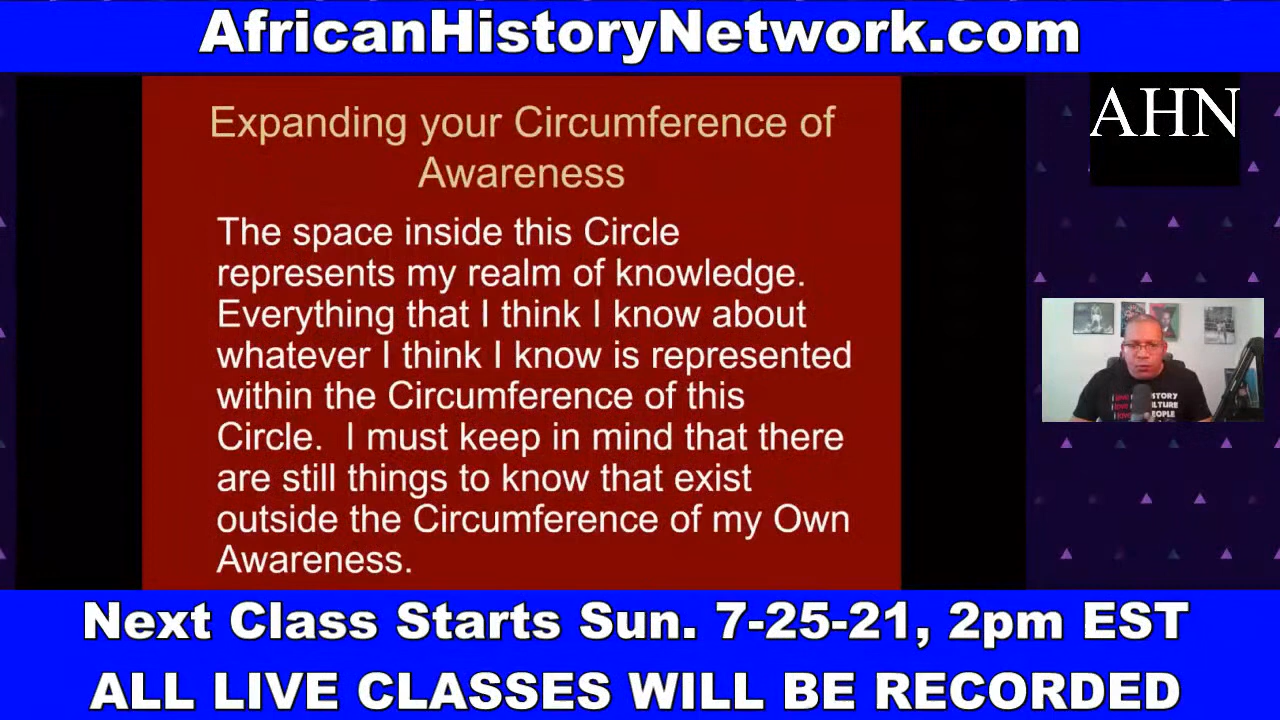 AfricanHistoryNetwork.com
AHN
Expanding your Circumference of
Awareness
The space inside this Circle
represents my realm of knowledge.
Everything that I think I know about
whatever I think I know is represented
within the Circumference of this
Circle.  I must keep in mind that there
are still things to know that exist
outside the Circumference of my Own
Awareness.
Next Class Starts Sun. 7-25-21, 2pm EST
ALL LIVE CLASSES WILL BE RECORDED